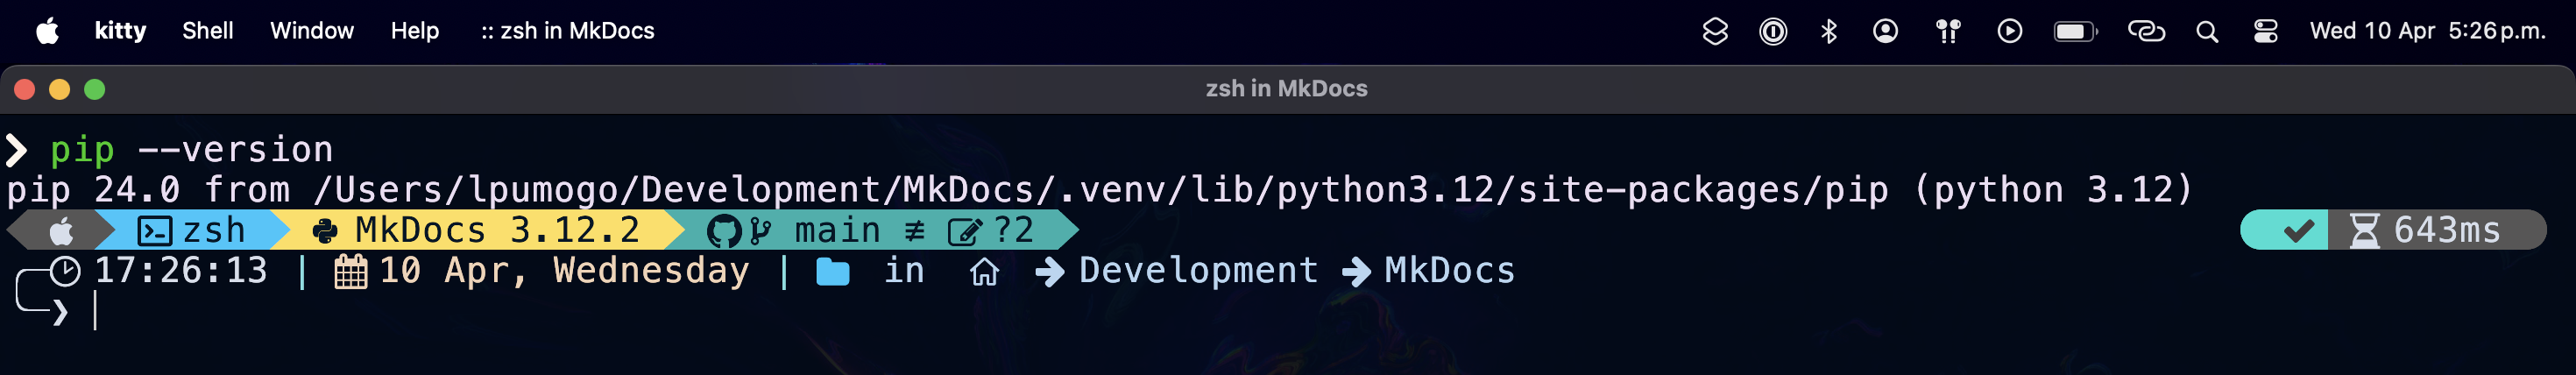 kitty Shell Window Help :: zsh in MkDocs Wed 10 Apr 5:26 p.m.
zsh in MkDocs
❯ pip --version
pip 24.0 from /Users/lpumogo/Development/MkDocs/.venv/lib/python3.12/site-packages/pip (python 3.12)
zsh MkDocs 3.12.2 main ≢ ?2 ✔ 643ms
17:26:13 | 10 Apr, Wednesday | in ➔ Development ➔ MkDocs
❯